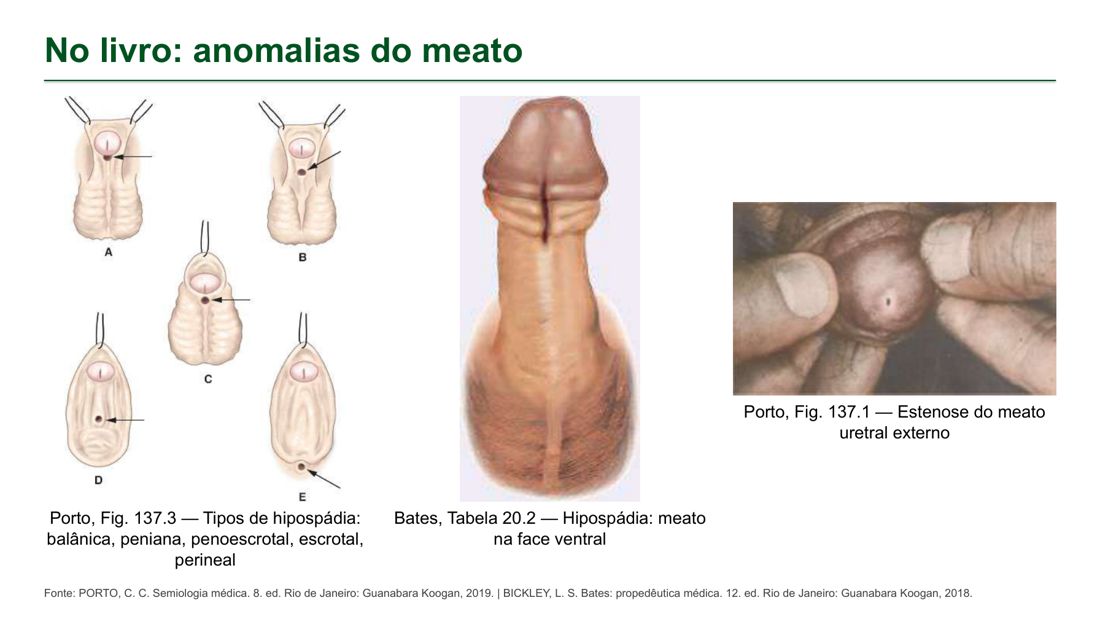 No livro: anomalias do meato
A
B
C
D
E
Porto, Fig. 137.3 — Tipos de hipospádia:
balânica, peniana, penoescrotal, escrotal,
perineal
Bates, Tabela 20.2 — Hipospádia: meato
na face ventral
Porto, Fig. 137.1 — Estenose do meato
uretral externo
Fonte: PORTO, C. C. Semiologia médica. 8. ed. Rio de Janeiro: Guanabara Koogan, 2019. | BICKLEY, L. S. Bates: propedêutica médica. 12. ed. Rio de Janeiro: Guanabara Koogan, 2018.